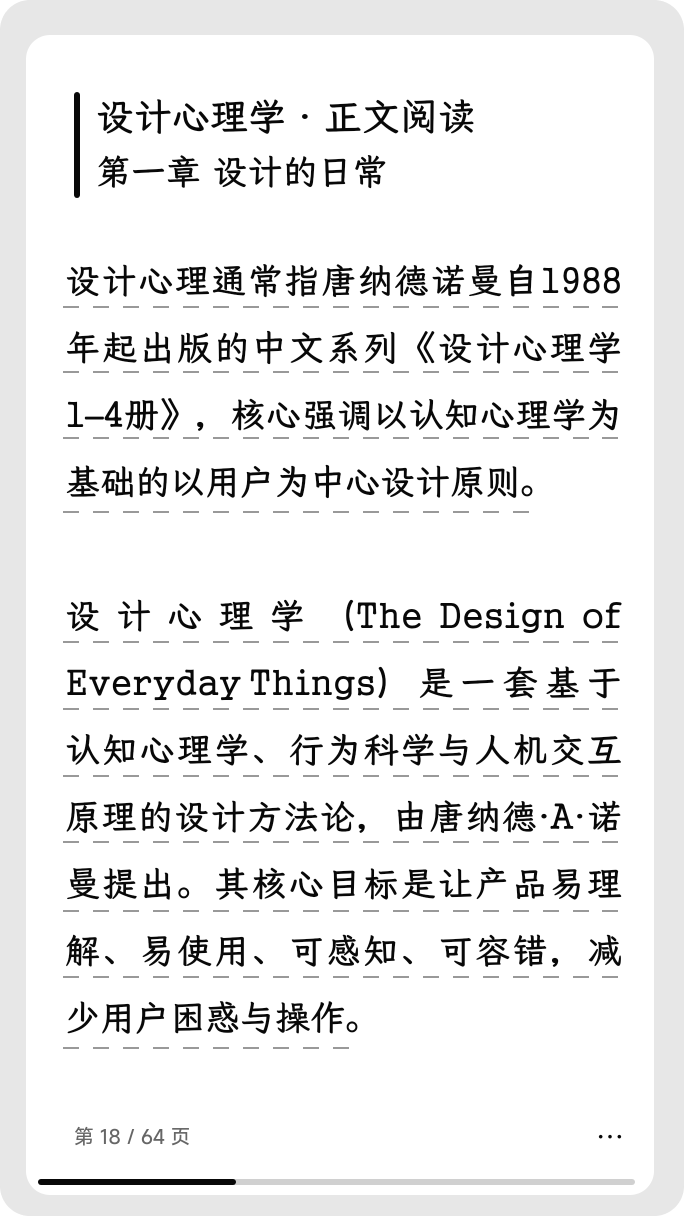 设计心理学 · 正文阅读
第一章 设计的日常
设计心理通常指唐纳德诺曼自1988
年起出版的中文系列《设计心理学
1–4册》，核心强调以认知心理学为
基础的以用户为中心设计原则。
设计心理学 (The Design of
Everyday Things) 是一套基于
认知心理学、行为科学与人机交互
原理的设计方法论，由唐纳德·A·诺
曼提出。其核心目标是让产品易理
解、易使用、可感知、可容错，减
少用户困惑与操作。
第 18 / 64 页